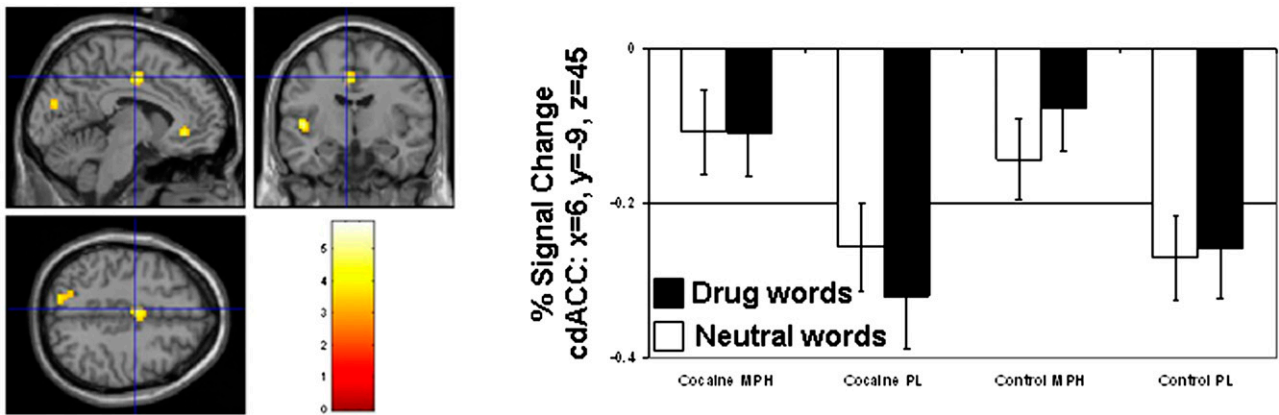 5
4
3
2
1
0
% Signal Change
cdACC: x=6, y=-9, z=45
0
-0.2
-0.4
Drug words
Neutral words
Cocaine MPH
Cocaine PL
Control MPH
Control PL